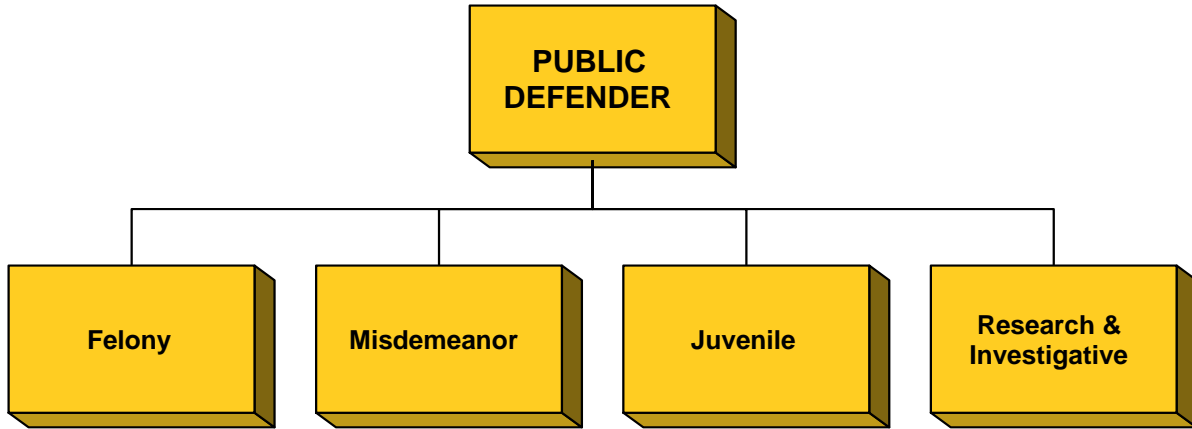 PUBLIC
DEFENDER
Felony
Misdemeanor
Juvenile
Research &
Investigative